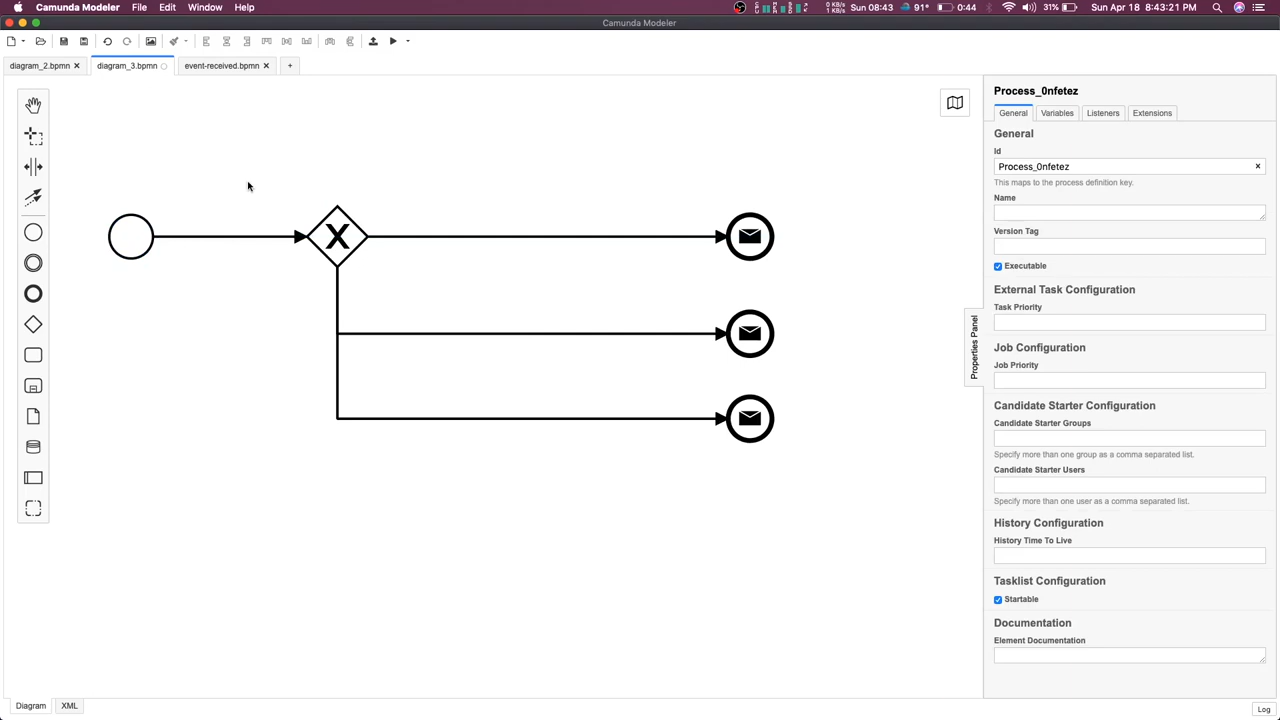 Camunda Modeler File Edit Window Help
0 KB/s
0 KB/s
Sun 08:43 91° 0:44 31% Sun Apr 18 8:43:21 PM
Camunda Modeler
diagram_2.bpmn
diagram_3.bpmn
event-received.bpmn
+
Process_0nfetez
General Variables Listeners Extensions
General
Id
Process_0nfetez
This maps to the process definition key.
Name
Version Tag
Executable
External Task Configuration
Task Priority
Properties Panel
Job Configuration
Job Priority
Candidate Starter Configuration
Candidate Starter Groups
Specify more than one group as a comma separated list.
Candidate Starter Users
Specify more than one user as a comma separated list.
History Configuration
History Time To Live
Tasklist Configuration
Startable
Documentation
Element Documentation
Diagram XML
Log